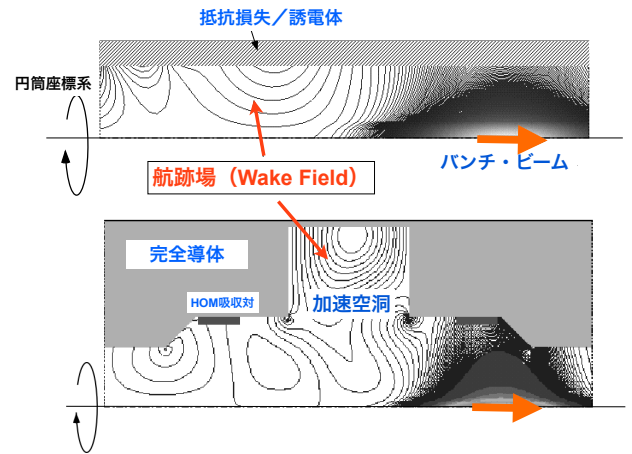 抵抗損失／誘電体
円筒座標系
バンチ・ビーム
航跡場（Wake Field）
完全導体
HOM吸収対
加速空洞